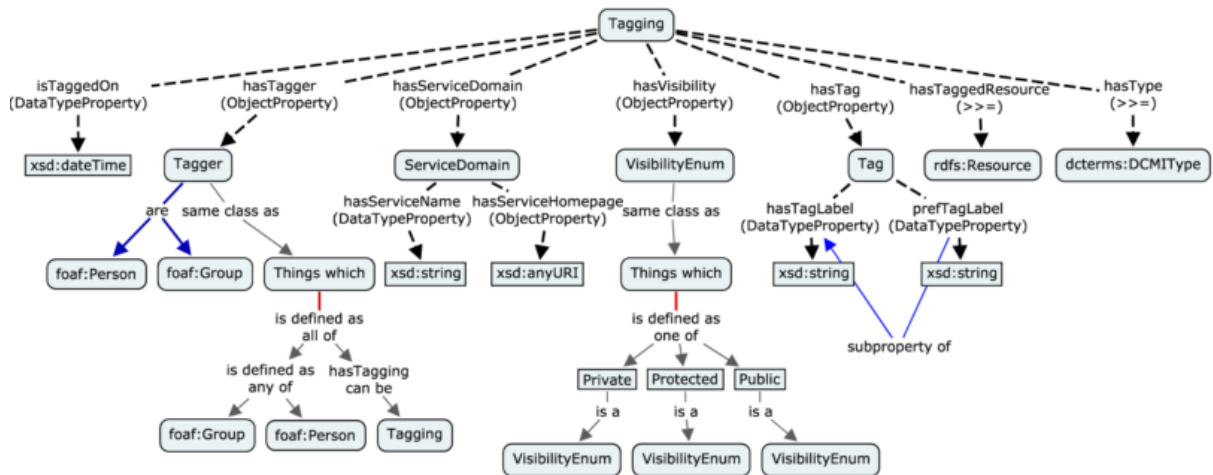 Tagging
isTaggedOn
(DataTypeProperty)
hasTagger
(ObjectProperty)
hasServiceDomain
(ObjectProperty)
hasVisibility
(ObjectProperty)
hasTag
(ObjectProperty)
hasTaggedResource
(>>=)
hasType
(>>=)
xsd:dateTime
Tagger
ServiceDomain
VisibilityEnum
Tag
rdfs:Resource
dcterms:DCMIType
are
same class as
hasServiceName
(DataTypeProperty)
hasServiceHomepage
(ObjectProperty)
same class as
hasTagLabel
(DataTypeProperty)
prefTagLabel
(DataTypeProperty)
foaf:Person
foaf:Group
Things which
xsd:string
xsd:anyURI
Things which
xsd:string
xsd:string
is defined as
all of
is defined as
one of
subproperty of
is defined as
any of
hasTagging
can be
Private
Protected
Public
is a
is a
is a
foaf:Group
foaf:Person
Tagging
VisibilityEnum
VisibilityEnum
VisibilityEnum